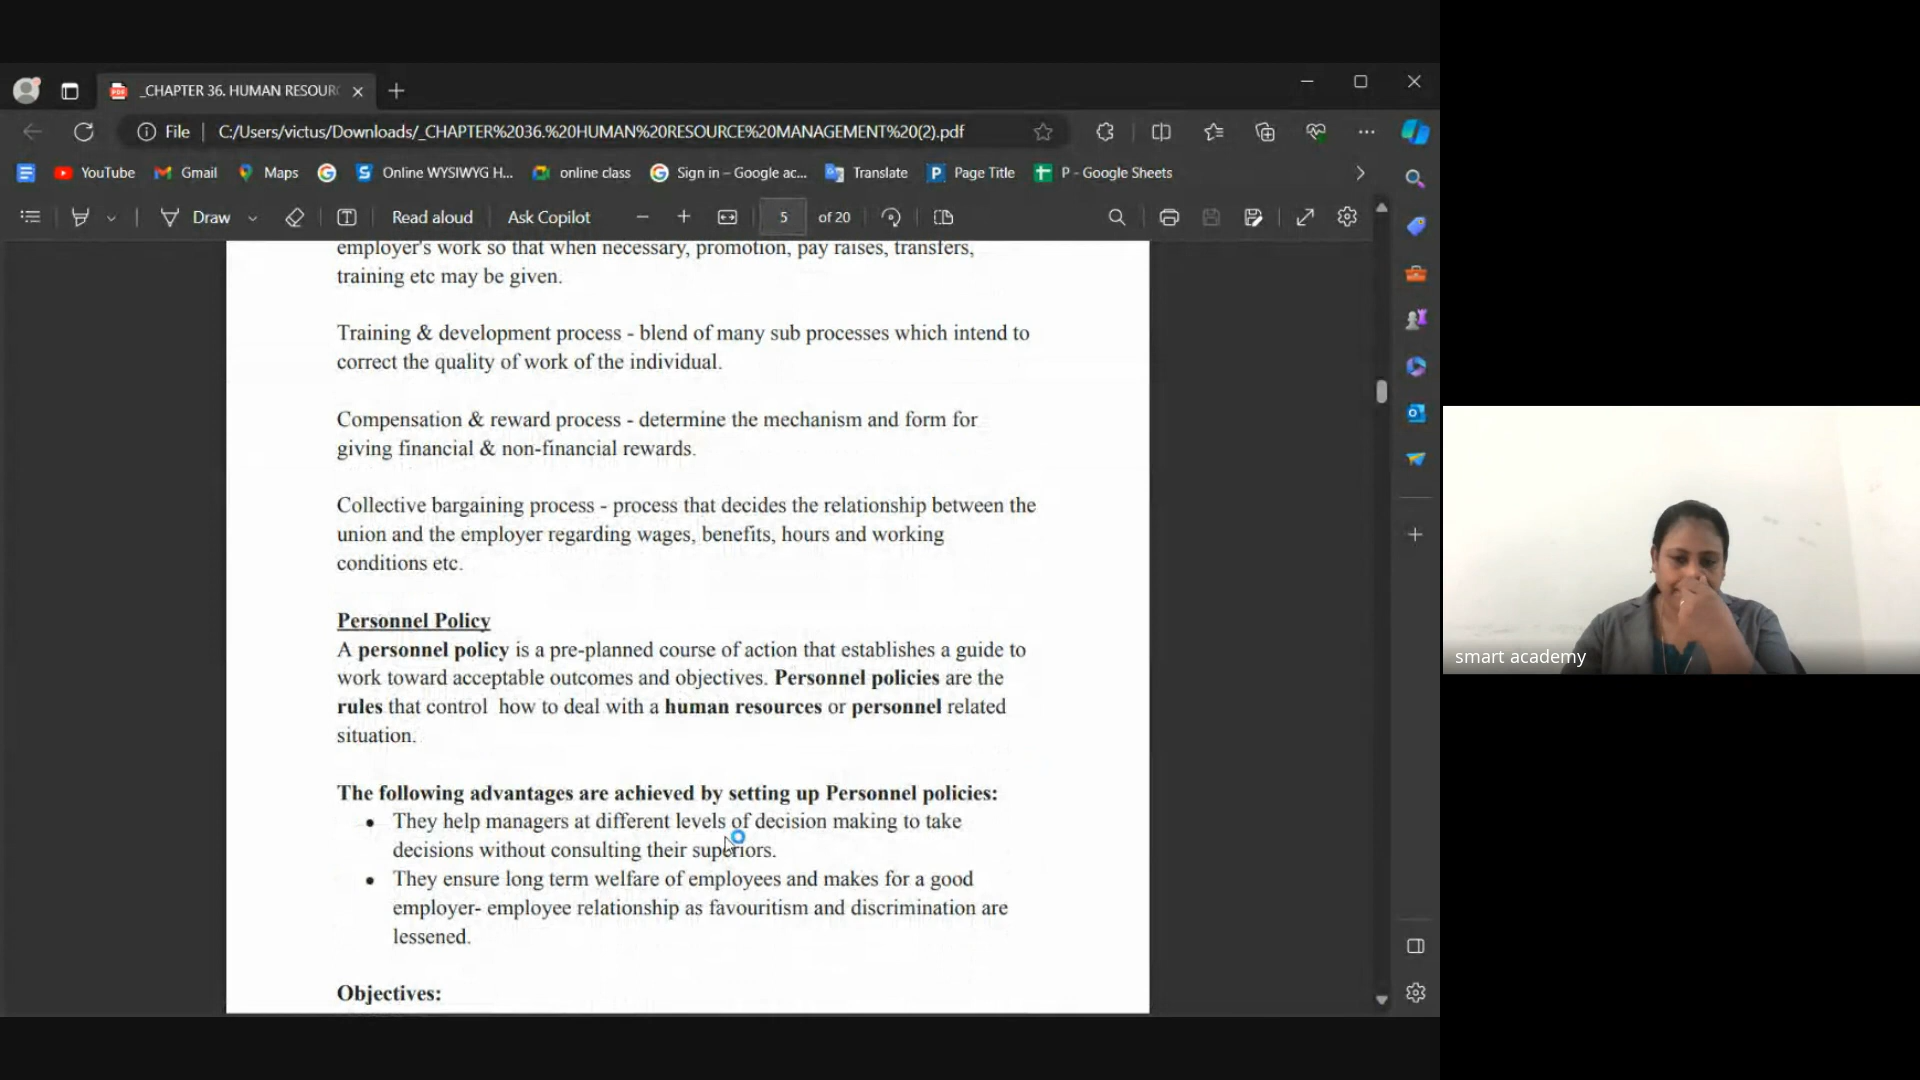 _CHAPTER 36. HUMAN RESOUR
File
C:/Users/victus/Downloads/_CHAPTER%2036.%20HUMAN%20RESOURCE%20MANAGEMENT%20(2).pdf
YouTube
Gmail
Maps
Online WYSIWYG H...
online class
Sign in – Google ac...
Translate
Page Title
P - Google Sheets
Draw
Read aloud
Ask Copilot
5
of 20
employer's work so that when necessary, promotion, pay raises, transfers,
training etc may be given.
Training & development process - blend of many sub processes which intend to
correct the quality of work of the individual.
Compensation & reward process - determine the mechanism and form for
giving financial & non-financial rewards.
Collective bargaining process - process that decides the relationship between the
union and the employer regarding wages, benefits, hours and working
conditions etc.
Personnel Policy
A personnel policy is a pre-planned course of action that establishes a guide to
work toward acceptable outcomes and objectives. Personnel policies are the
rules that control how to deal with a human resources or personnel related
situation.
The following advantages are achieved by setting up Personnel policies:
• They help managers at different levels of decision making to take
decisions without consulting their superiors.
• They ensure long term welfare of employees and makes for a good
employer- employee relationship as favouritism and discrimination are
lessened.
Objectives:
smart academy